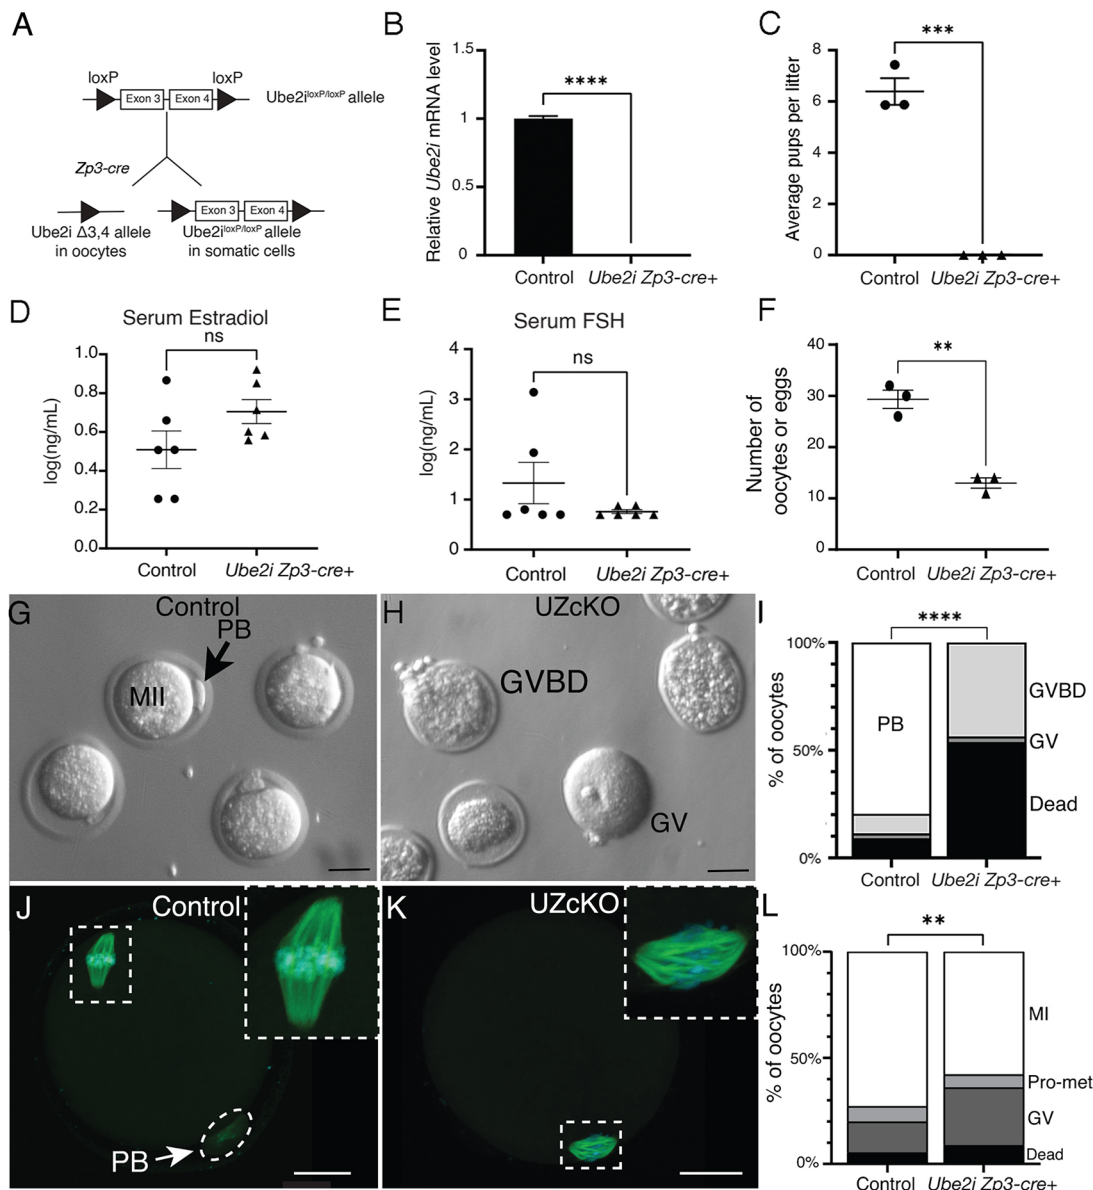 A
loxP
loxP
Exon 3
Exon 4
Ube2iloxP/loxP allele
Zp3-cre
Exon 3
Exon 4
Ube2i Δ3,4 allele
in oocytes
Ube2iloxP/loxP allele
in somatic cells
B
Relative Ube2i mRNA level
1.5
1
0.5
0
****
Control
Ube2i Zp3-cre+
C
Average pups per litter
8
6
4
2
0
***
Control
Ube2i Zp3-cre+
D
Serum Estradiol
ns
log(ng/mL)
1.0
0.8
0.6
0.4
0.2
0.0
Control
Ube2i Zp3-cre+
E
Serum FSH
ns
log(ng/mL)
4
3
2
1
0
Control
Ube2i Zp3-cre+
F
Number of
oocytes or eggs
40
30
20
10
0
**
Control
Ube2i Zp3-cre+
G
Control
PB
MII
H
UZcKO
GVBD
GV
I
****
% of oocytes
100%
50%
0%
PB
GVBD
GV
Dead
Control
Ube2i Zp3-cre+
J
Control
PB
K
UZcKO
L
**
% of oocytes
100%
50%
0%
MI
Pro-met
GV
Dead
Control
Ube2i Zp3-cre+